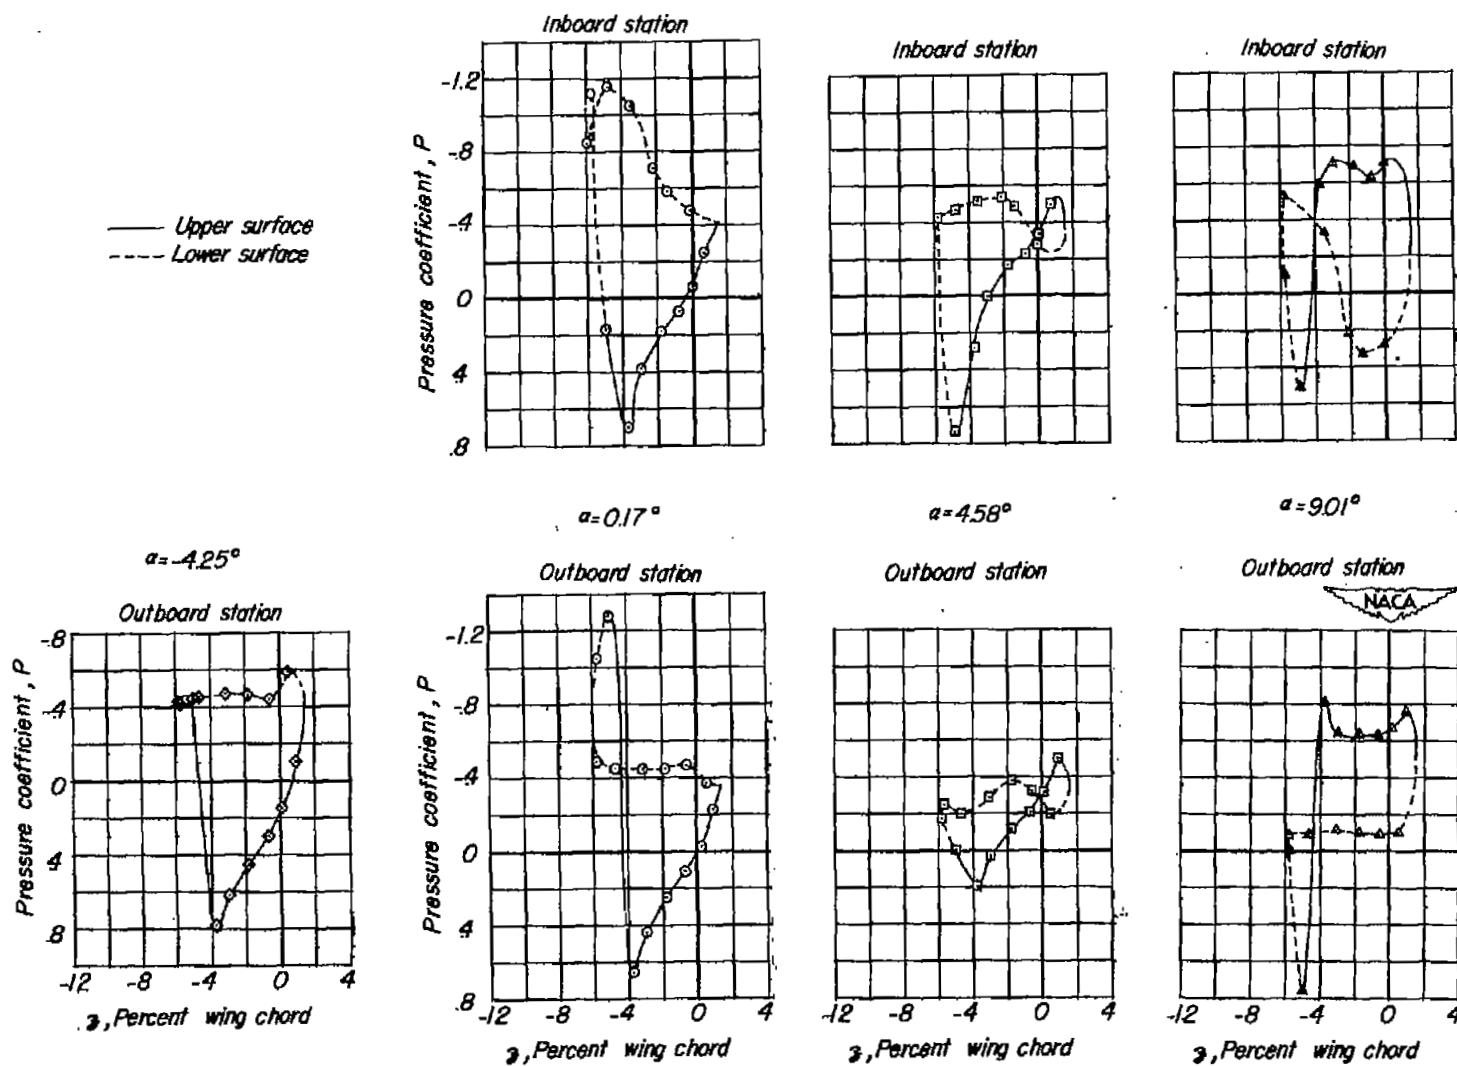 Inboard station
Inboard station
Inboard station
-1.2
-.8
-.4
0
.4
.8
Pressure coefficient, P
Upper surface
Lower surface
α=0.17°
α=4.58°
α=9.01°
α=-4.25°
Outboard station
Outboard station
Outboard station
Outboard station
NACA
-.8
-.4
0
.4
.8
Pressure coefficient, P
-1.2
-.8
-.4
0
.4
.8
Pressure coefficient, P
-12 -8 -4 0 4
-12 -8 -4 0 4
-12 -8 -4 0 4
-12 -8 -4 0
z, Percent wing chord
z, Percent wing chord
z, Percent wing chord
z, Percent wing chord